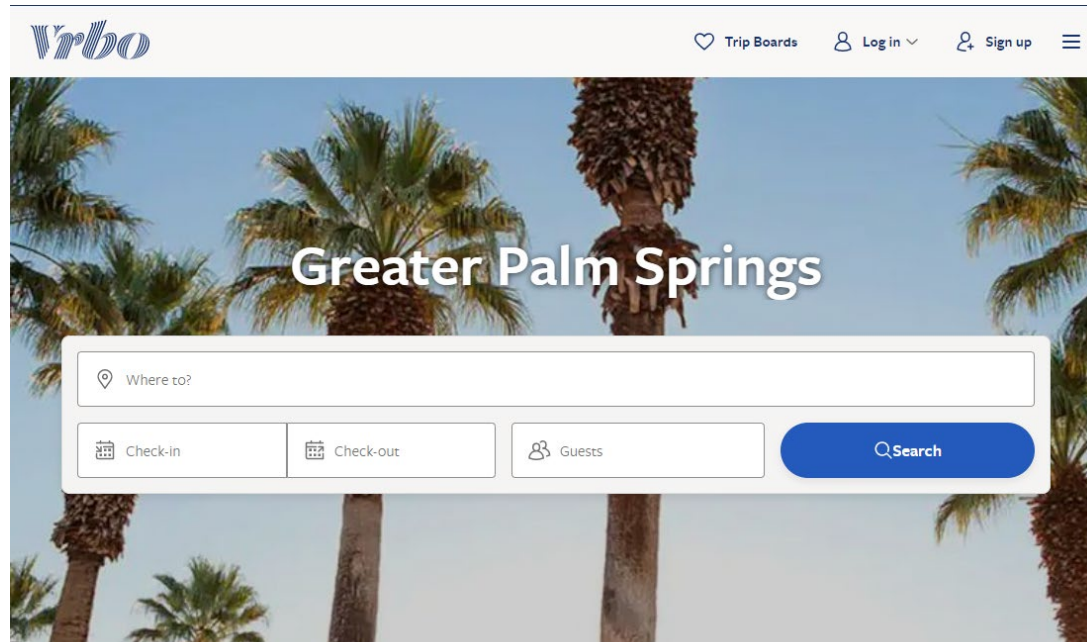 Vrbo
Trip Boards
Log in
Sign up
Greater Palm Springs
Where to?
Check-in
Check-out
Guests
Search